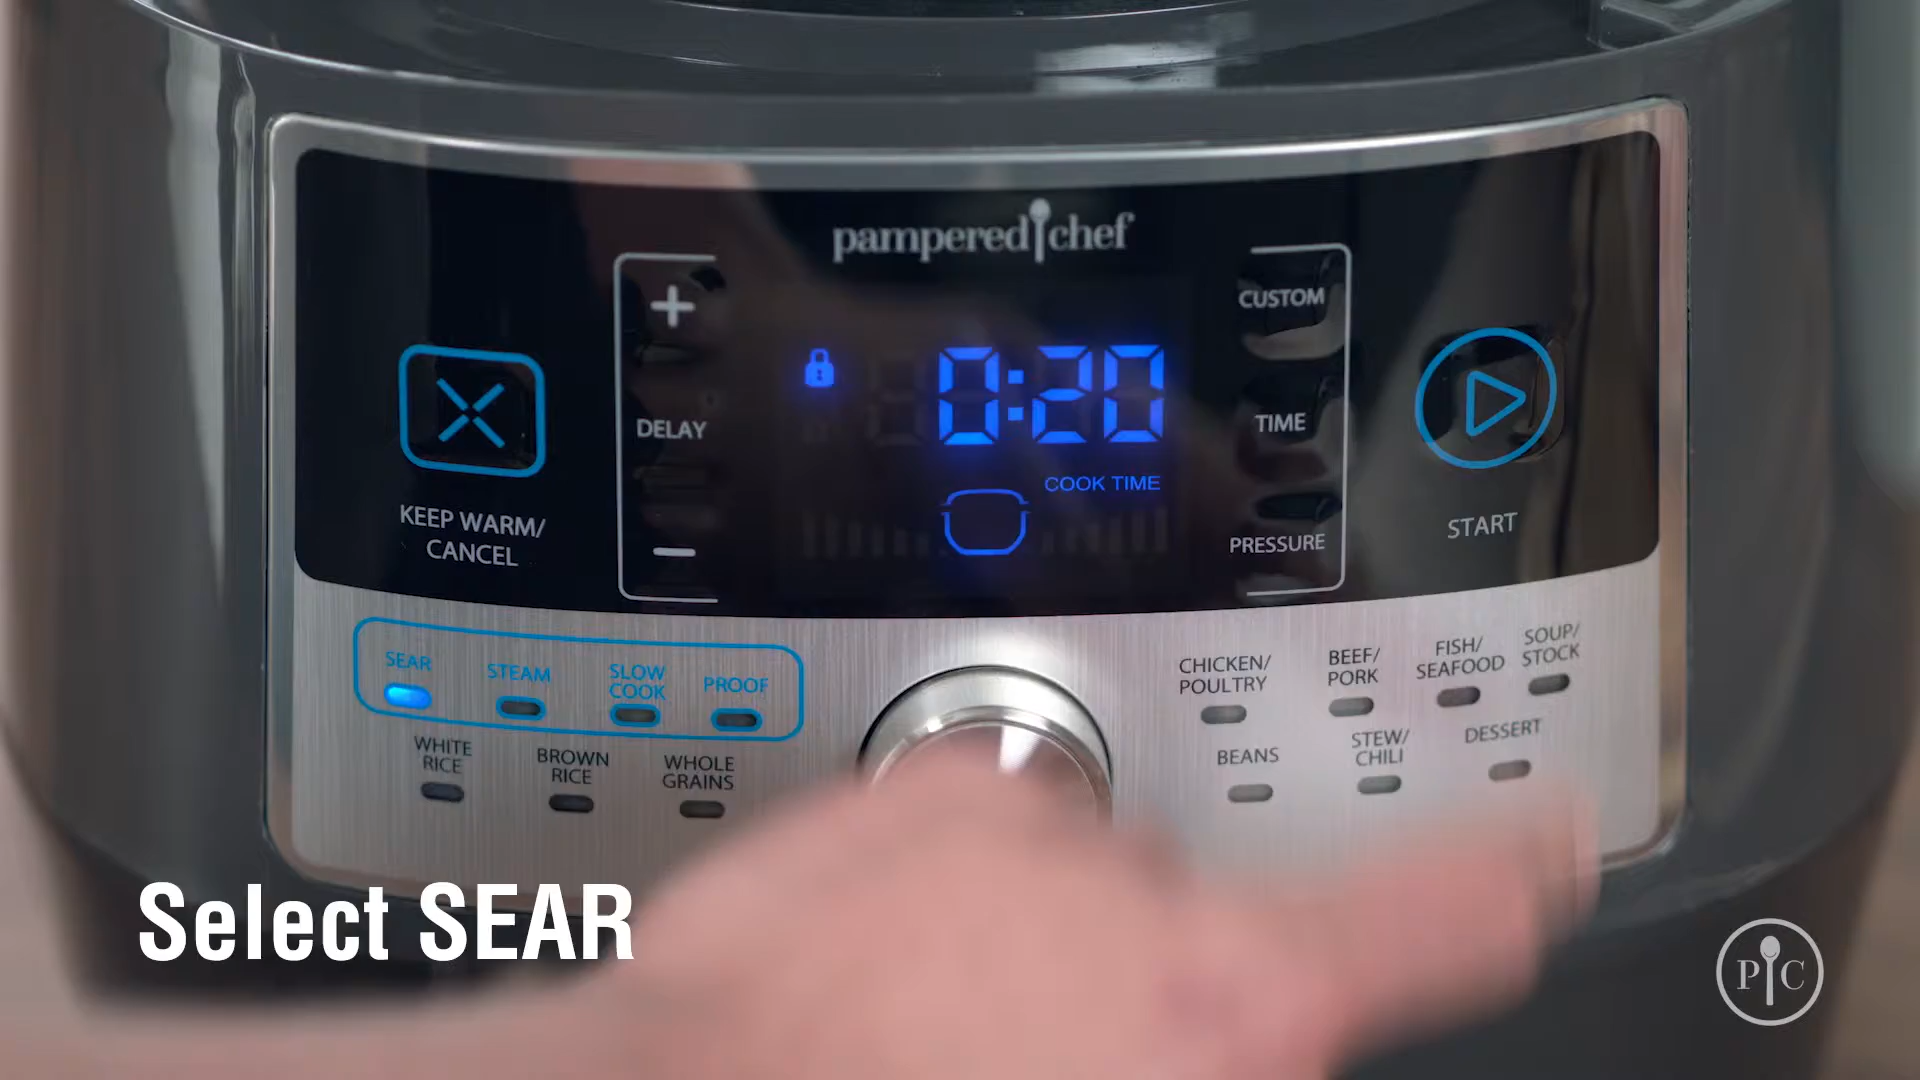 pampered chef
+
DELAY
−
KEEP WARM/
CANCEL
0:20
COOK TIME
CUSTOM
TIME
PRESSURE
START
SEAR
STEAM
SLOW
COOK
PROOF
WHITE
RICE
BROWN
RICE
WHOLE
GRAINS
CHICKEN/
POULTRY
BEEF/
PORK
FISH/
SEAFOOD
SOUP/
STOCK
BEANS
STEW/
CHILI
DESSERT
Select SEAR
PC